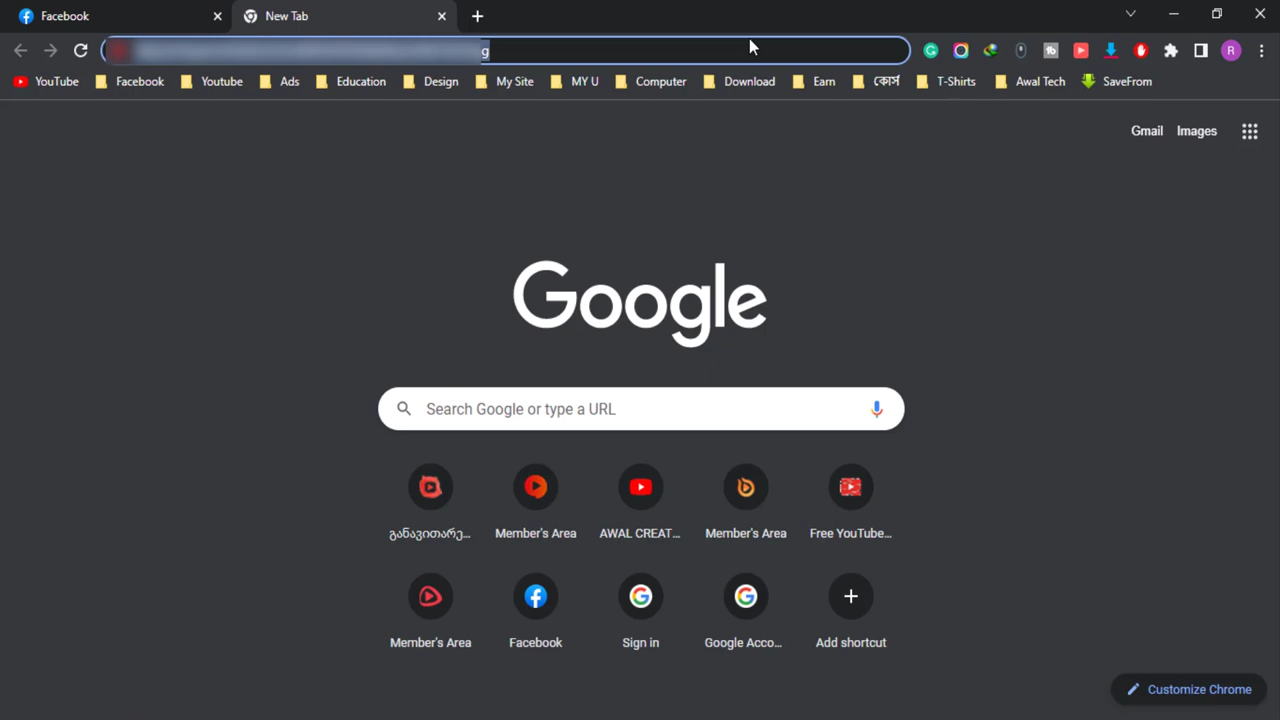 Facebook
New Tab
g
YouTube Facebook Youtube Ads Education Design My Site MY U Computer Download Earn কোর্স T-Shirts Awal Tech SaveFrom
Gmail Images
Google
Search Google or type a URL
განავითარე... Member's Area AWAL CREAT... Member's Area Free YouTube...
Member's Area Facebook Sign in Google Acco... Add shortcut
Customize Chrome